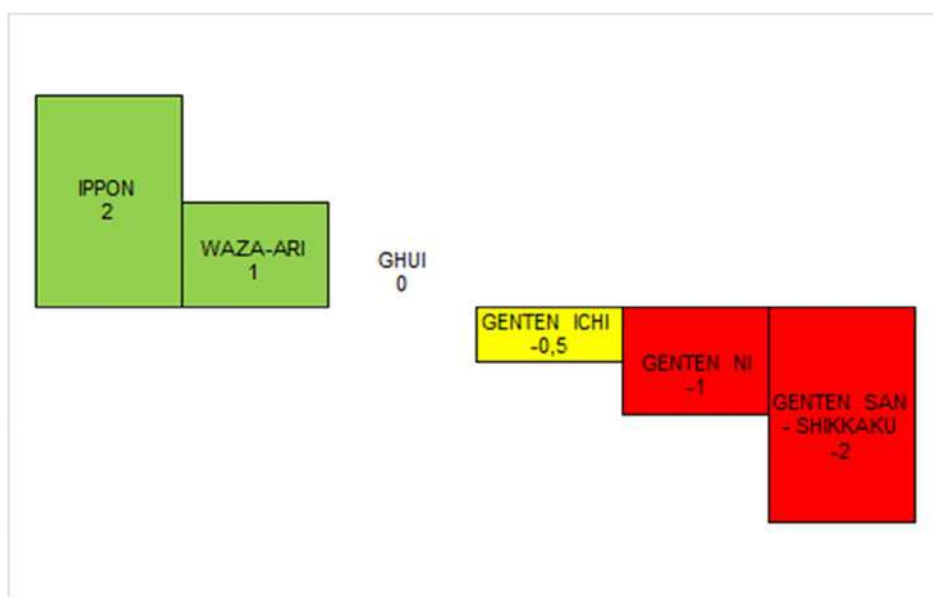 IPPON
2
WAZA-ARI
1
GHUI
0
GENTEN ICHI
-0,5
GENTEN NI
-1
GENTEN SAN
- SHIKKAKU
-2